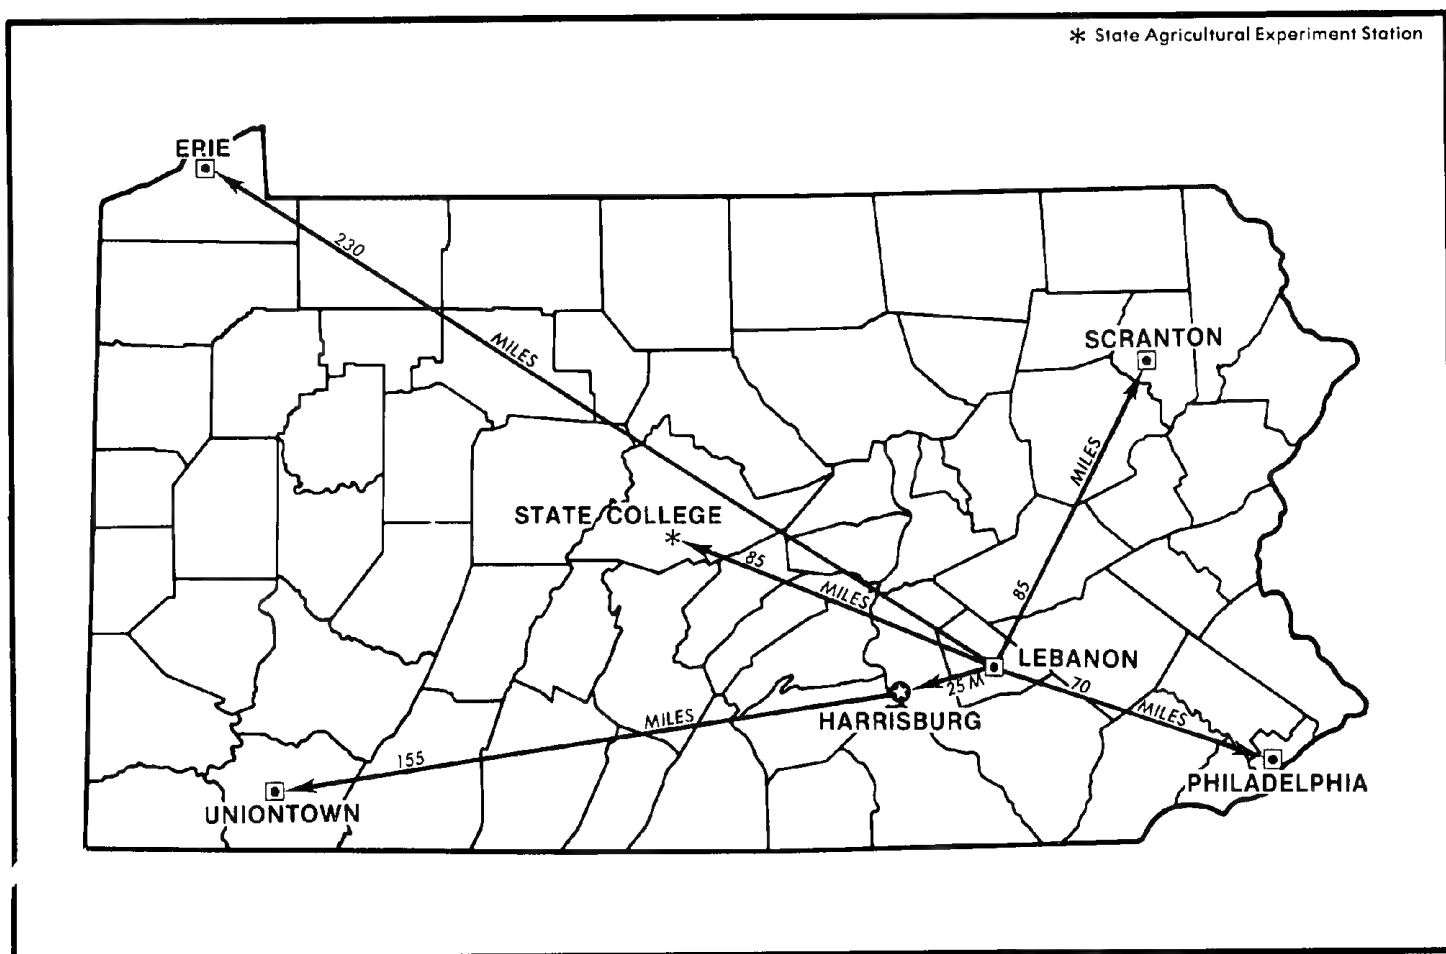 * State Agricultural Experiment Station
ERIE
230
MILES
SCRANTON
MILES
85
STATE COLLEGE
*
85
MILES
LEBANON
25 M
70
MILES
HARRISBURG
MILES
155
PHILADELPHIA
UNIONTOWN